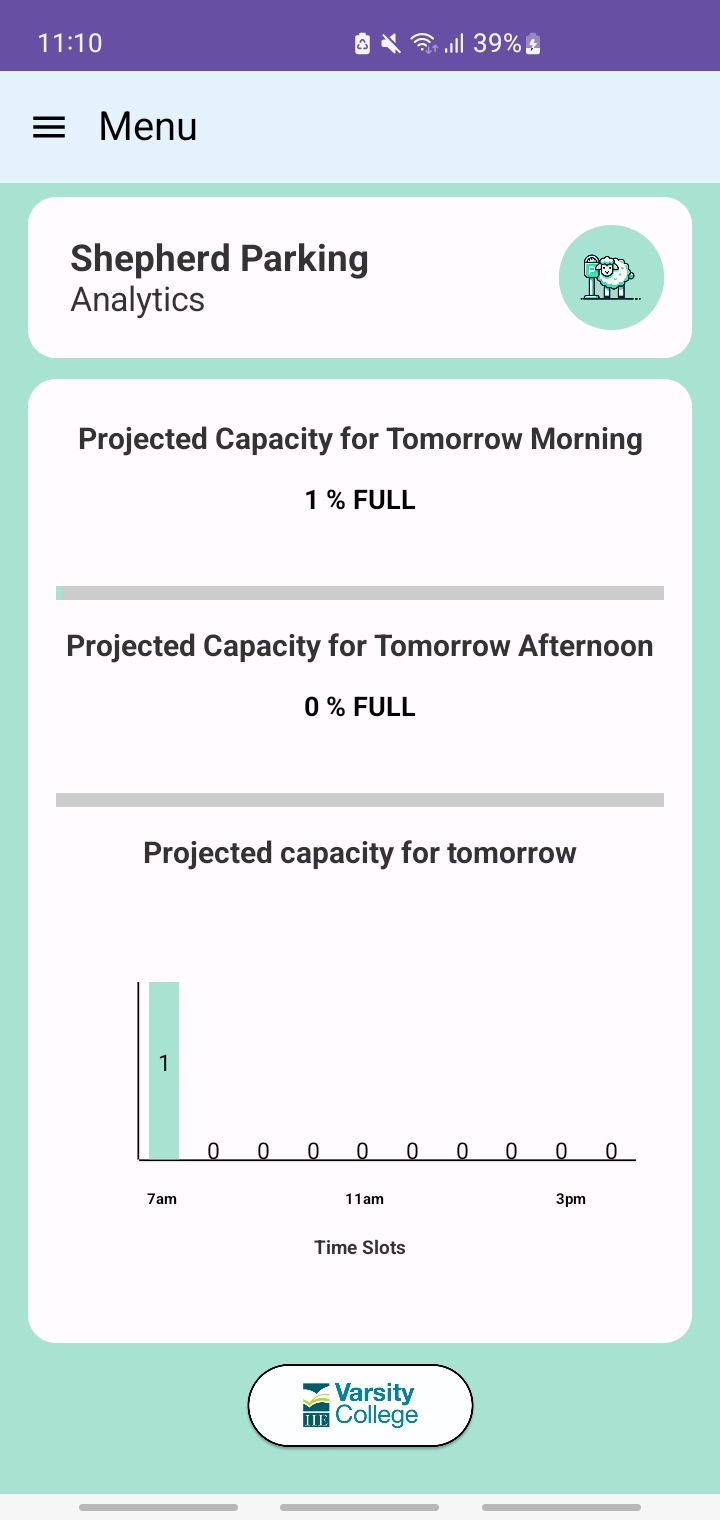 11:10
39%
Menu
Shepherd Parking
Analytics
Projected Capacity for Tomorrow Morning
1 % FULL
Projected Capacity for Tomorrow Afternoon
0 % FULL
Projected capacity for tomorrow
1
0 0 0 0 0 0 0 0 0
7am 11am 3pm
Time Slots
Varsity
College
IIE